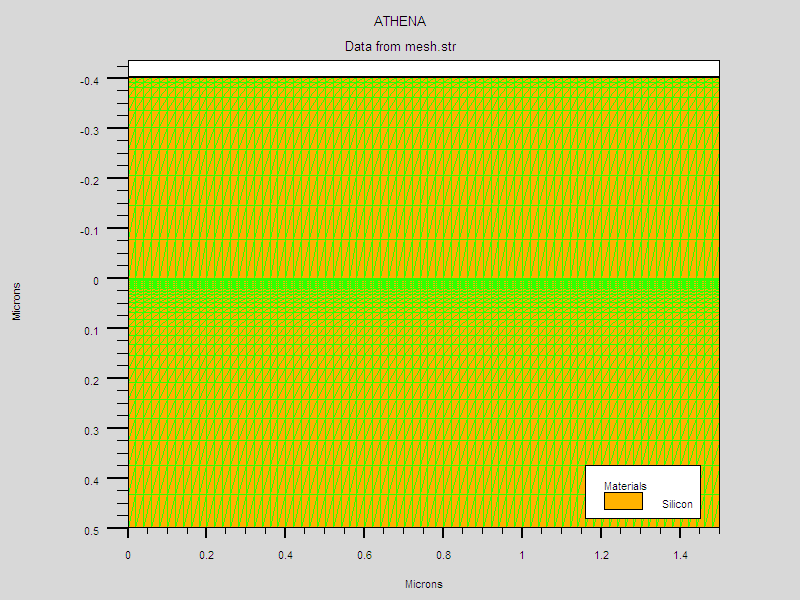 ATHENA
Data from mesh.str
-0.4
-0.3
-0.2
-0.1
0
0.1
0.2
0.3
0.4
0.5
Microns
Materials
Silicon
0 0.2 0.4 0.6 0.8 1 1.2 1.4
Microns